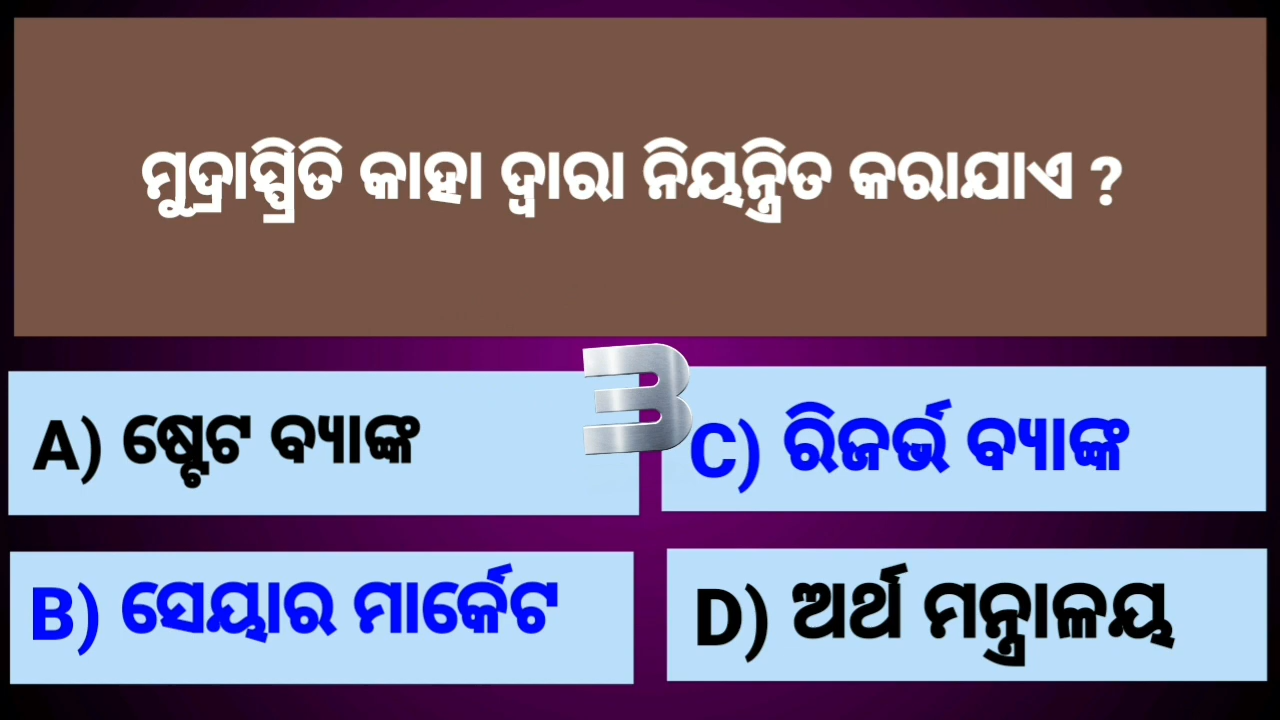 ମୁଦ୍ରାସ୍ପ୍ରିତି କାହା ଦ୍ୱାରା ନିୟନ୍ତ୍ରିତ କରାଯାଏ ?
A) ଷ୍ଟେଟ ବ୍ୟାଙ୍କ
C) ରିଜର୍ଭ ବ୍ୟାଙ୍କ
B) ସେୟାର ମାର୍କେଟ
D) ଅର୍ଥ ମନ୍ତ୍ରାଳୟ
3